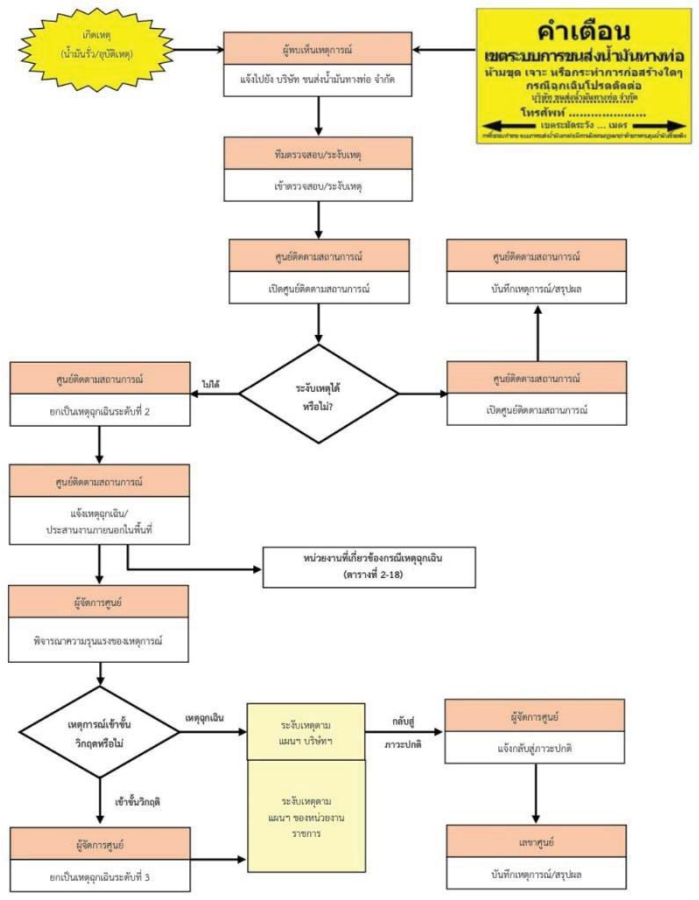 เกิดเหตุ
(น้ำมันรั่ว/อุบัติเหตุ)
ผู้พบเห็นเหตุการณ์
แจ้งไปยัง บริษัท ขนส่งน้ำมันทางท่อ จำกัด
คำเตือน
เขตระบบการขนส่งน้ำมันทางท่อ
ห้ามขุด เจาะ หรือกระทำการก่อสร้างใดๆ
กรณีฉุกเฉินโปรดติดต่อ
บริษัท ขนส่งน้ำมันทางท่อ จำกัด
โทรศัพท์ .....................
เขตระมัดระวัง ... เมตร
ทีมตรวจสอบ/ระงับเหตุ
เข้าตรวจสอบ/ระงับเหตุ
ศูนย์ติดตามสถานการณ์
เปิดศูนย์ติดตามสถานการณ์
ศูนย์ติดตามสถานการณ์
บันทึกเหตุการณ์/สรุปผล
ระงับเหตุได้
หรือไม่?
ไม่ได้
ศูนย์ติดตามสถานการณ์
ยกเป็นเหตุฉุกเฉินระดับที่ 2
ศูนย์ติดตามสถานการณ์
เปิดศูนย์ติดตามสถานการณ์
ศูนย์ติดตามสถานการณ์
แจ้งเหตุฉุกเฉิน/
ประสานงานภายนอกในพื้นที่
หน่วยงานที่เกี่ยวข้องกรณีเหตุฉุกเฉิน
(ตารางที่ 2-18)
ผู้จัดการศูนย์
พิจารณาความรุนแรงของเหตุการณ์
เหตุการณ์เข้าขั้น
วิกฤตหรือไม่
เหตุฉุกเฉิน
ระงับเหตุตาม
แผนฯ บริษัทฯ
กลับสู่
ภาวะปกติ
ผู้จัดการศูนย์
แจ้งกลับสู่ภาวะปกติ
เข้าขั้นวิกฤติ
ระงับเหตุตาม
แผนฯ ของหน่วยงาน
ราชการ
ผู้จัดการศูนย์
ยกเป็นเหตุฉุกเฉินระดับที่ 3
เลขาศูนย์
บันทึกเหตุการณ์/สรุปผล